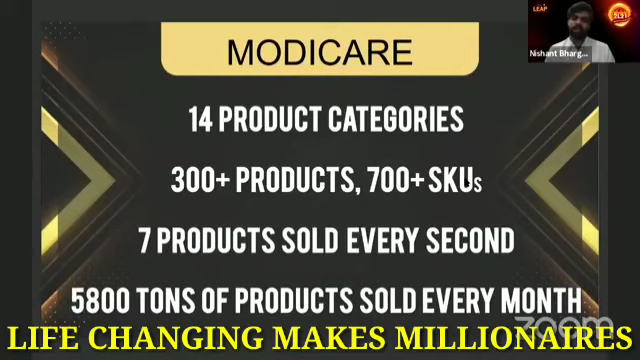 MODICARE
LEAP
Nishant Bharg...
14 PRODUCT CATEGORIES
300+ PRODUCTS, 700+ SKUs
7 PRODUCTS SOLD EVERY SECOND
5800 TONS OF PRODUCTS SOLD EVERY MONTH
zoom
LIFE CHANGING MAKES MILLIONAIRES